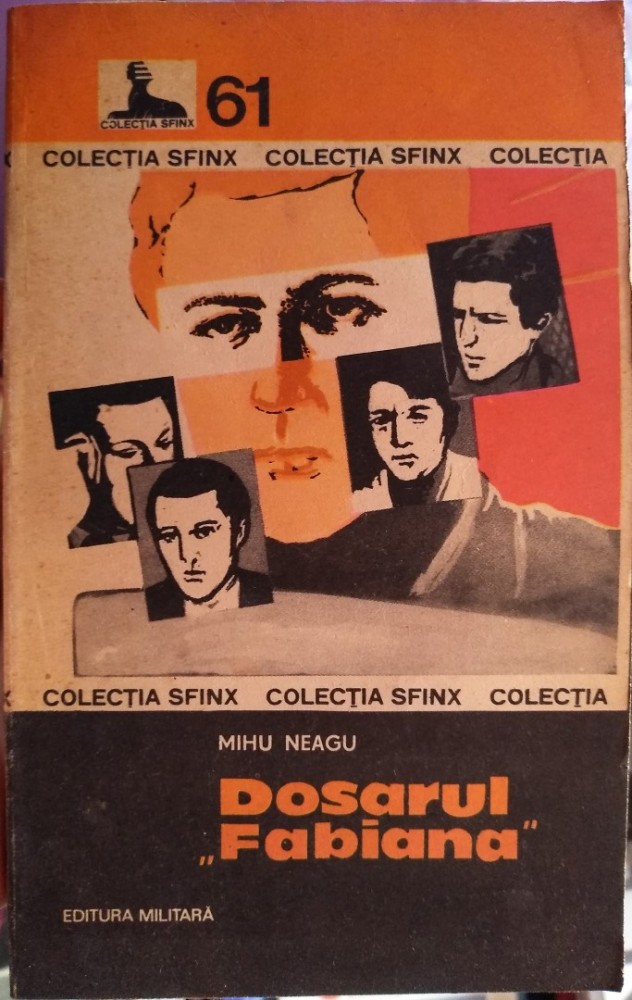 COLECȚIA SFINX
61
COLECȚIA SFINX COLECȚIA SFINX COLECȚIA
COLECȚIA SFINX COLECȚIA SFINX COLECȚIA
MIHU NEAGU
Dosarul
„Fabiana"
EDITURA MILITARĂ